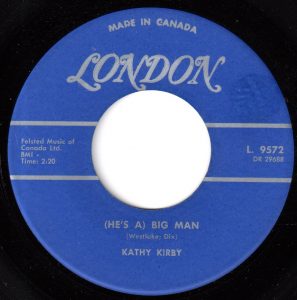 MADE IN CANADA
LONDON
Felsted Music of
Canada Ltd.
BMI -
Time: 2:20
L. 9572
DR 29688
(HE'S A) BIG MAN
(Westlake; Dix)
KATHY KIRBY